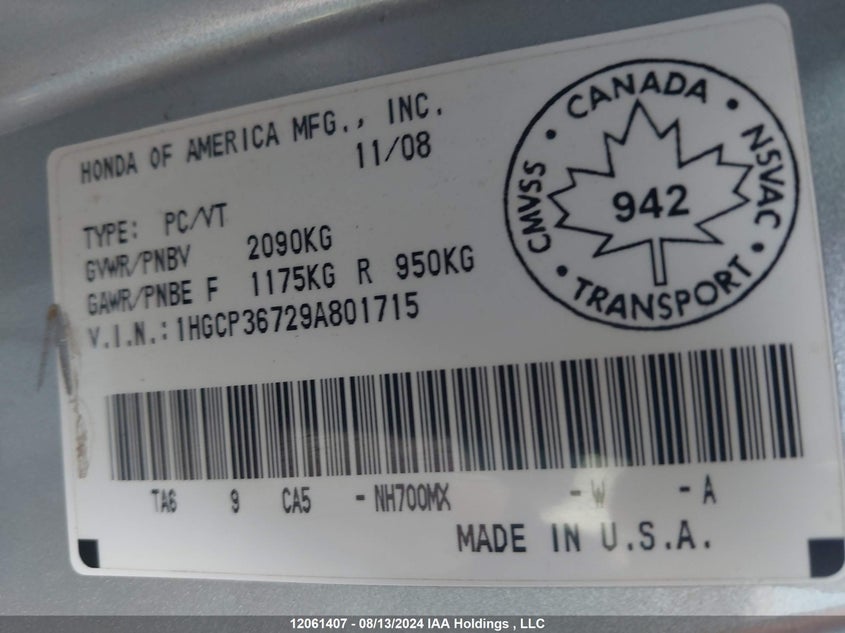 HONDA OF AMERICA MFG., INC.
11/08
TYPE: PC/VT
GVWR/PNBV 2090KG
GAWR/PNBE F 1175KG R 950KG
V.I.N.: 1HGCP36729A801715
CANADA • NSVAC • TRANSPORT • CMVSS •
942
TA6 9 CA5 - NH700MX - W - A
MADE IN U.S.A.
12061407 - 08/13/2024 IAA Holdings , LLC